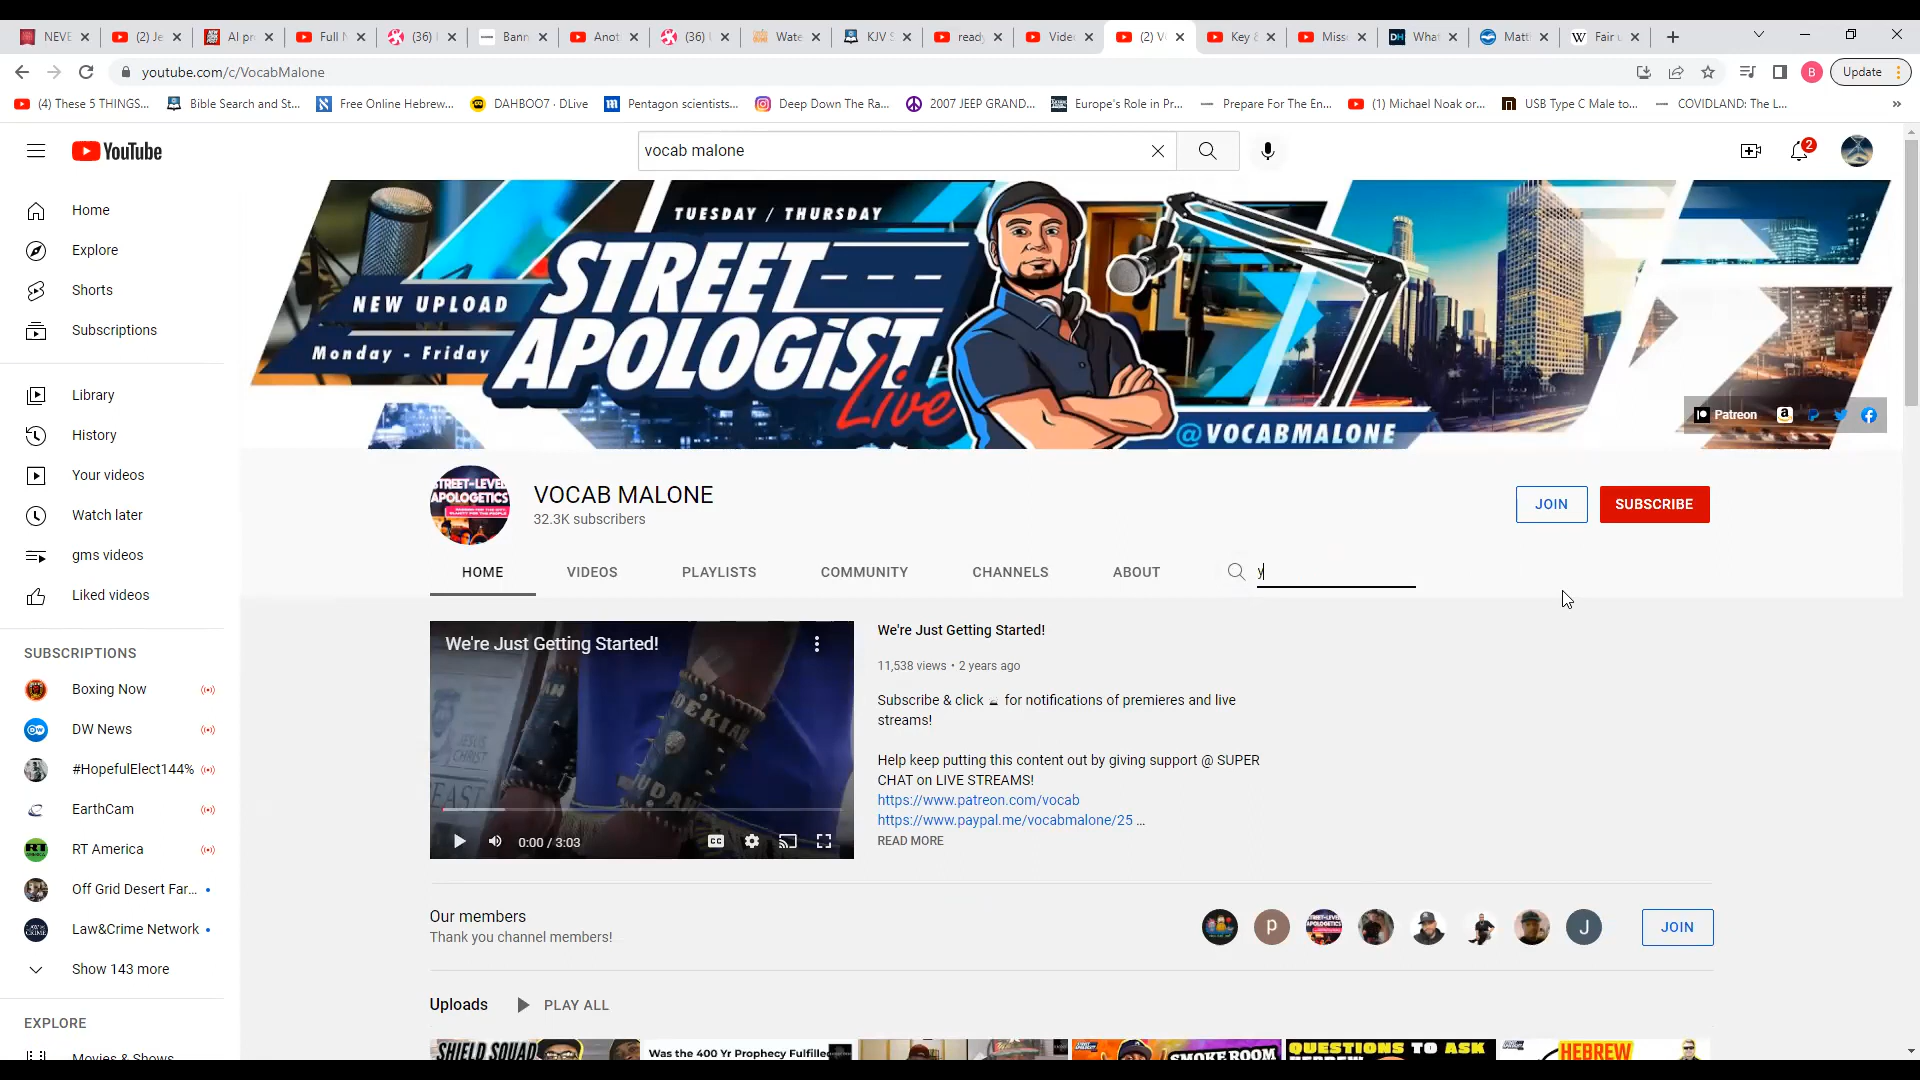 NEVE
(2) Je
AI pr
Full N
(36) I
Bann
Anot
(36) U
Wate
KJV S
ready
Vide
(2) V
Key &
Miss
What
Matt
Fair u
youtube.com/c/VocabMalone
Update
(4) These 5 THINGS...
Bible Search and St...
Free Online Hebrew...
DAHBOO7 · DLive
Pentagon scientists...
Deep Down The Ra...
2007 JEEP GRAND...
Europe's Role in Pr...
Prepare For The En...
(1) Michael Noak or...
USB Type C Male to...
COVIDLAND: The L...
YouTube
vocab malone
2
Home
Explore
Shorts
Subscriptions
Library
History
Your videos
Watch later
gms videos
Liked videos
SUBSCRIPTIONS
Boxing Now
DW News
#HopefulElect144%
EarthCam
RT America
Off Grid Desert Far...
Law&Crime Network
Show 143 more
EXPLORE
Movies & Shows
TUESDAY / THURSDAY
NEW UPLOAD
Monday - Friday
STREET
APOLOGIST
Live
@VOCABMALONE
Patreon
STREET-LEVEL
APOLOGETICS
VOCAB MALONE
32.3K subscribers
JOIN
SUBSCRIBE
HOME
VIDEOS
PLAYLISTS
COMMUNITY
CHANNELS
ABOUT
y
We're Just Getting Started!
JESUS
CHRIST
EAST
JUDAH
0:00 / 3:03
We're Just Getting Started!
11,538 views • 2 years ago
Subscribe & click for notifications of premieres and live
streams!
Help keep putting this content out by giving support @ SUPER
CHAT on LIVE STREAMS!
https://www.patreon.com/vocab
https://www.paypal.me/vocabmalone/25 ...
READ MORE
Our members
Thank you channel members!
p
J
JOIN
Uploads
PLAY ALL
SHIELD SQUAD
Was the 400 Yr Prophecy Fulfilled
SMOKE ROOM
QUESTIONS TO ASK
HEBREW